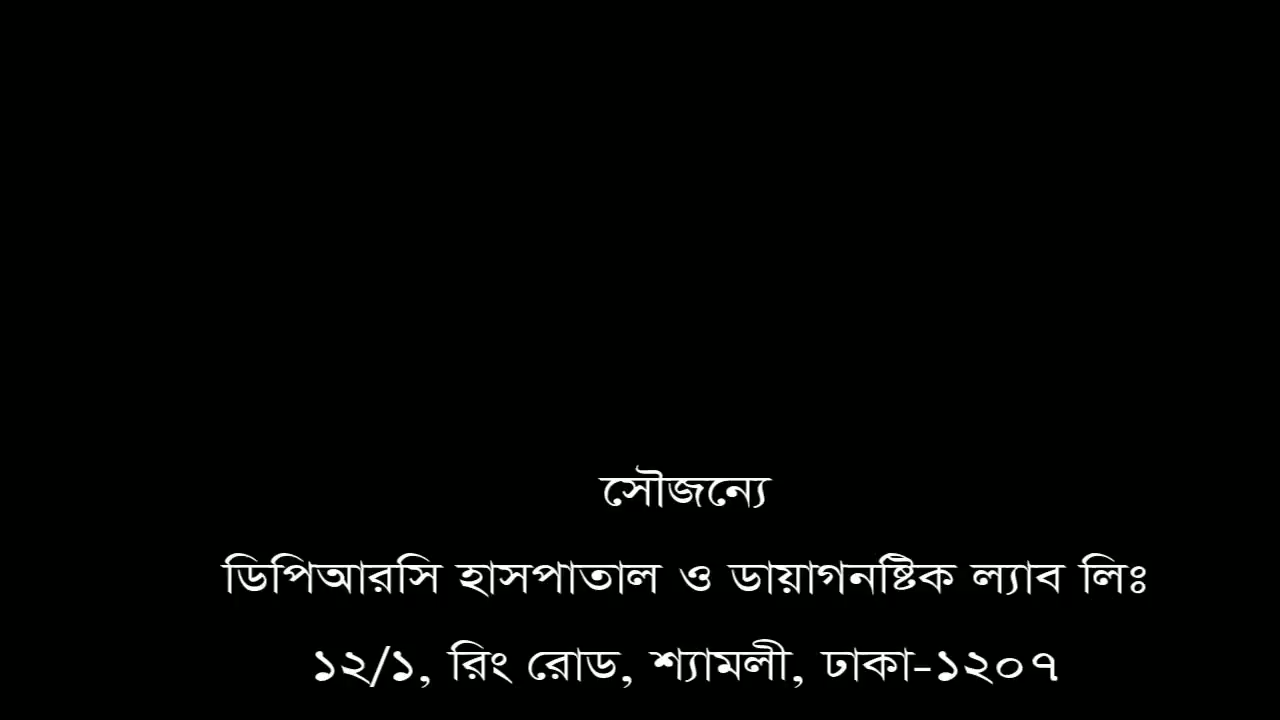 সৌজন্যে
ডিপিআরসি হাসপাতাল ও ডায়াগনষ্টিক ল্যাব লিঃ
১২/১, রিং রোড, শ্যামলী, ঢাকা-১২০৭